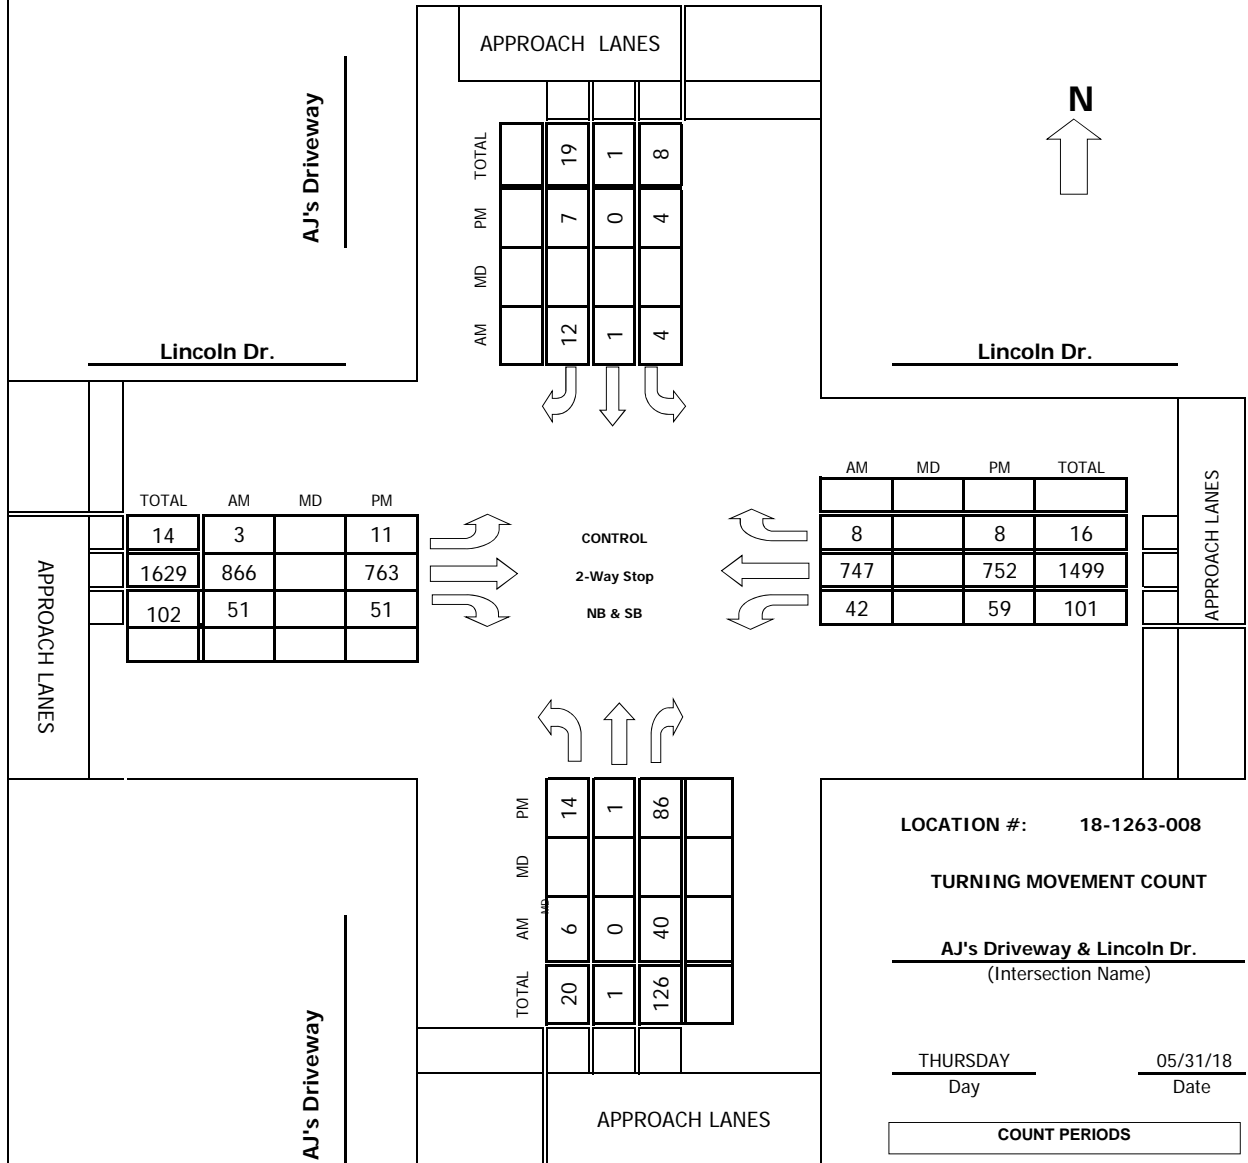 APPROACH LANES
N
AJ's Driveway
TOTAL 19 1 8
PM 7 0 4
MD
AM 12 1 4
Lincoln Dr.
Lincoln Dr.
TOTAL AM MD PM
14 3 11
1629 866 763
102 51 51
APPROACH LANES
CONTROL
2-Way Stop
NB & SB
AM MD PM TOTAL
8 8 16
747 752 1499
42 59 101
APPROACH LANES
PM 14 1 86
MD
MD
AM 6 0 40
TOTAL 20 1 126
AJ's Driveway
APPROACH LANES
LOCATION #: 18-1263-008
TURNING MOVEMENT COUNT
AJ's Driveway & Lincoln Dr.
(Intersection Name)
THURSDAY 05/31/18
Day Date
COUNT PERIODS